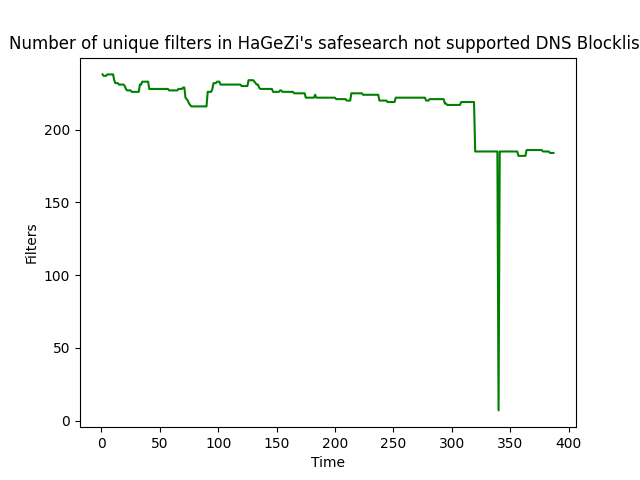 Number of unique filters in HaGeZi's safesearch not supported DNS Blocklis
Filters
200
150
100
50
0
0 50 100 150 200 250 300 350 400
Time